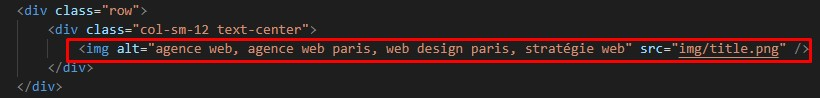 <div class="row">
<div class="col-sm-12 text-center">
<img alt="agence web, agence web paris, web design paris, stratégie web" src="img/title.png" />
</div>
</div>